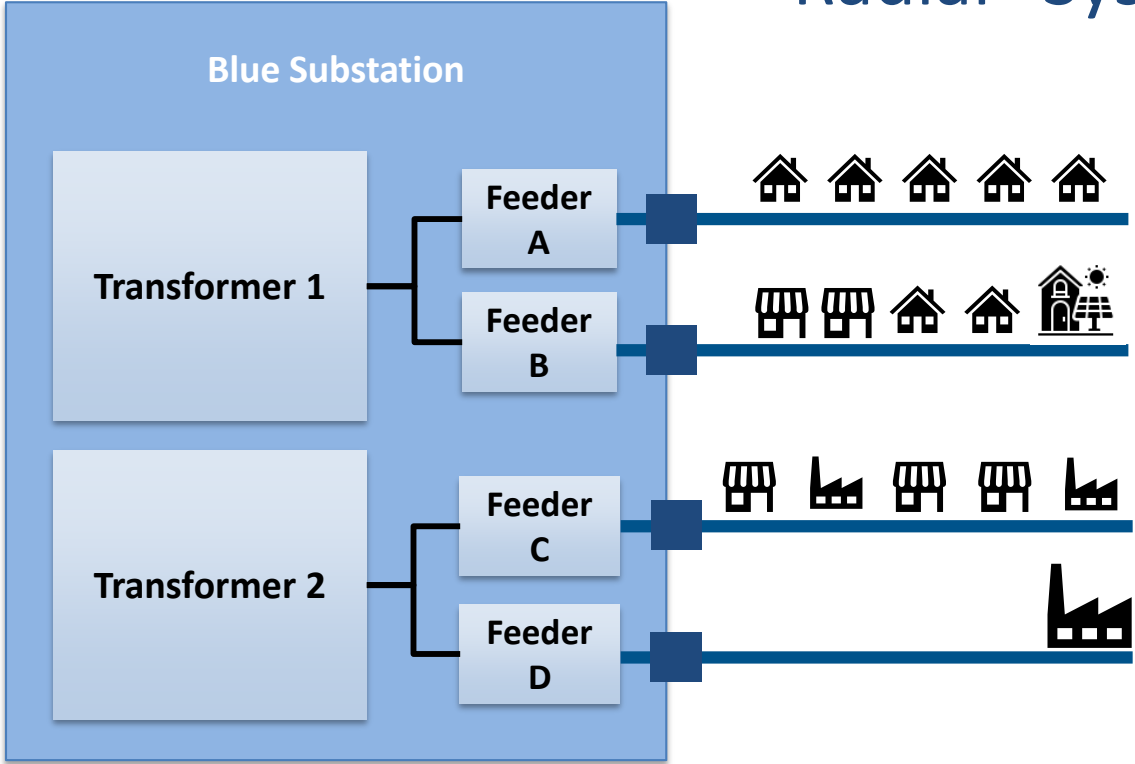 Blue Substation
Transformer 1
Feeder
A
Feeder
B
Transformer 2
Feeder
C
Feeder
D